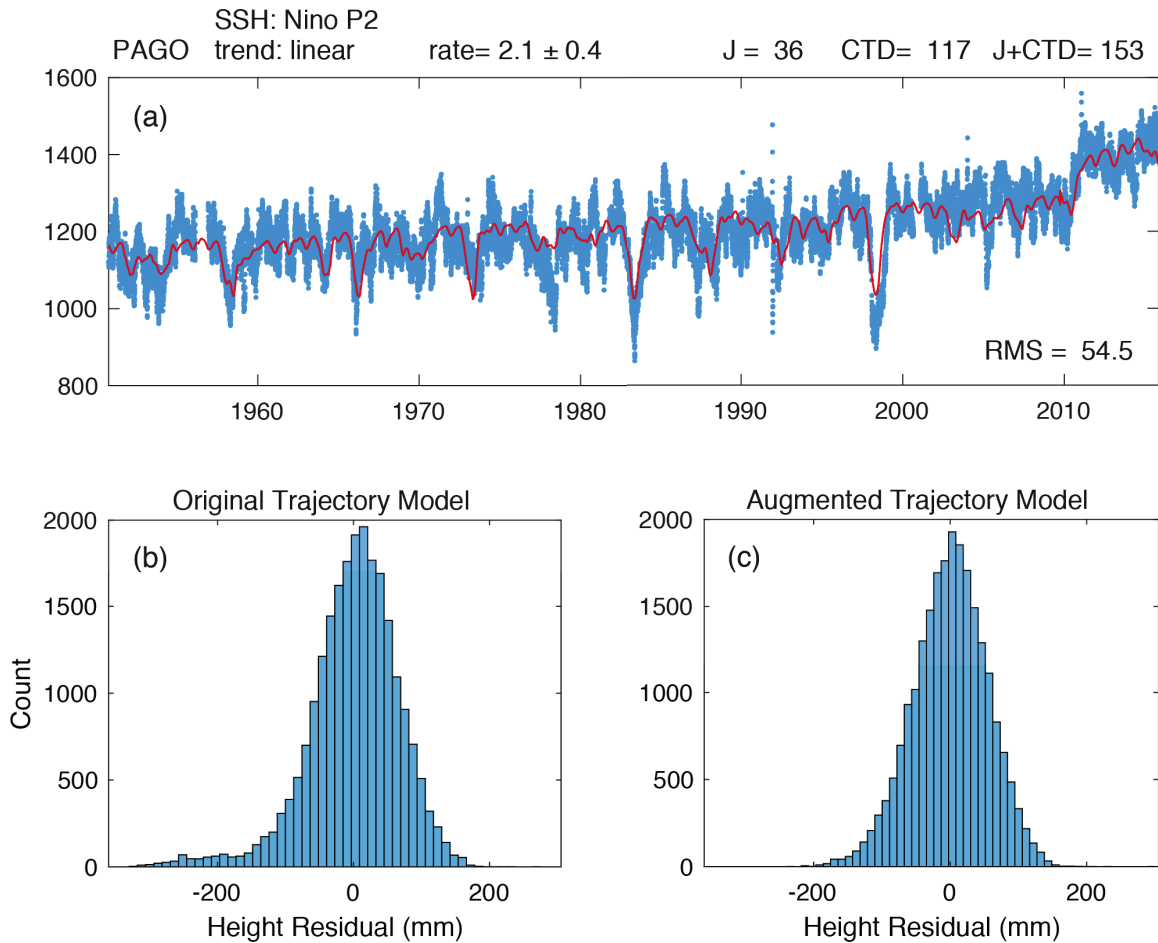 SSH: Nino P2
PAGO trend: linear rate= 2.1 ± 0.4 J = 36 CTD= 117 J+CTD= 153
1600
(a)
1400
1200
1000
RMS = 54.5
800
1960 1970 1980 1990 2000 2010
Original Trajectory Model Augmented Trajectory Model
2000 2000
(b) (c)
1500 1500
Count
1000 1000
500 500
0 0
-200 0 200 -200 0 200
Height Residual (mm) Height Residual (mm)